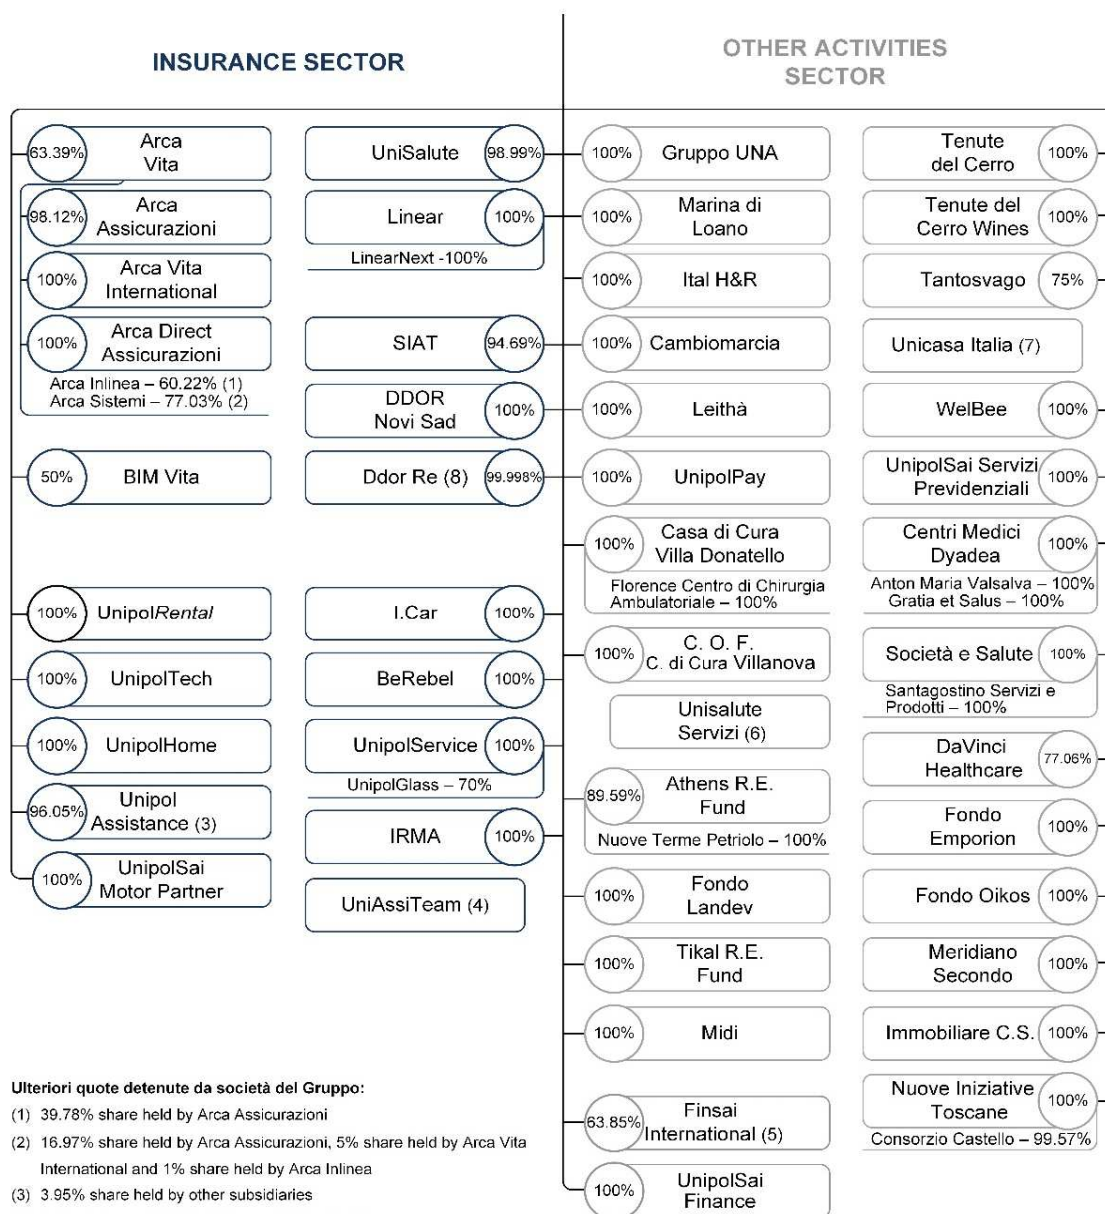 INSURANCE SECTOR
OTHER ACTIVITIES
SECTOR
63.39%
Arca
Vita
98.12%
Arca
Assicurazioni
100%
Arca Vita
International
100%
Arca Direct
Assicurazioni
Arca Inlinea – 60.22% (1)
Arca Sistemi – 77.03% (2)
50%
BIM Vita
100%
UnipolRental
100%
UnipolTech
100%
UnipolHome
96.05%
Unipol
Assistance (3)
100%
UnipolSai
Motor Partner
UniSalute
98.99%
Linear
100%
LinearNext -100%
SIAT
94.69%
DDOR
Novi Sad
100%
Ddor Re (8)
99.998%
I.Car
100%
BeRebel
100%
UnipolService
100%
UnipolGlass – 70%
IRMA
100%
UniAssiTeam (4)
100%
Gruppo UNA
100%
Marina di
Loano
100%
Ital H&R
100%
Cambiomarcia
100%
Leithà
100%
UnipolPay
100%
Casa di Cura
Villa Donatello
Florence Centro di Chirurgia
Ambulatoriale – 100%
100%
C. O. F.
C. di Cura Villanova
Unisalute
Servizi (6)
89.59%
Athens R.E.
Fund
Nuove Terme Petriolo – 100%
100%
Fondo
Landev
100%
Tikal R.E.
Fund
100%
Midi
63.85%
Finsai
International (5)
100%
UnipolSai
Finance
Tenute
del Cerro
100%
Tenute del
Cerro Wines
100%
Tantosvago
75%
Unicasa Italia (7)
WelBee
100%
UnipolSai Servizi
Previdenziali
100%
Centri Medici
Dyadea
100%
Anton Maria Valsalva – 100%
Gratia et Salus – 100%
Società e Salute
100%
Santagostino Servizi e
Prodotti – 100%
DaVinci
Healthcare
77.06%
Fondo
Emporion
100%
Fondo Oikos
100%
Meridiano
Secondo
100%
Immobiliare C.S.
100%
Nuove Iniziative
Toscane
100%
Consorzio Castello – 99.57%
Ulteriori quote detenute da società del Gruppo:
(1) 39.78% share held by Arca Assicurazioni
(2) 16.97% share held by Arca Assicurazioni, 5% share held by Arca Vita
International and 1% share held by Arca Inlinea
(3) 3.95% share held by other subsidiaries